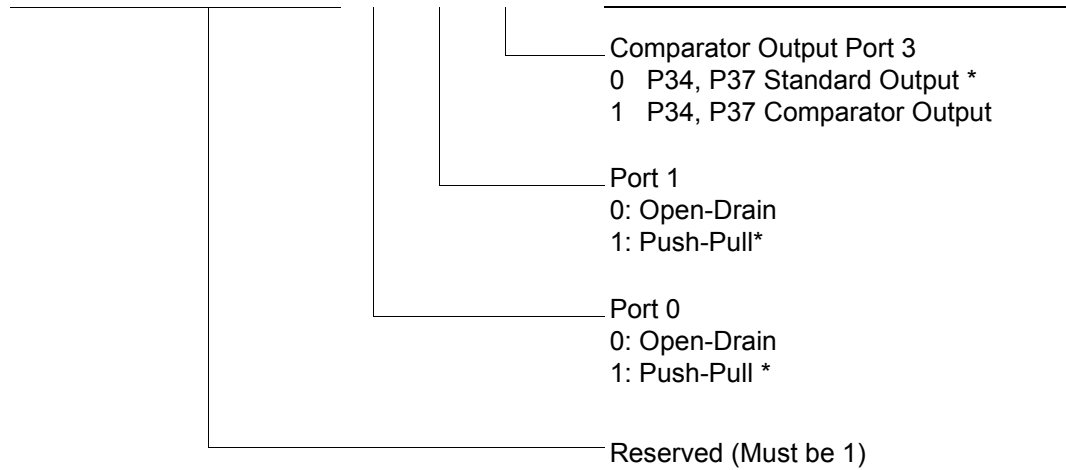 Comparator Output Port 3
0 P34, P37 Standard Output *
1 P34, P37 Comparator Output
Port 1
0: Open-Drain
1: Push-Pull*
Port 0
0: Open-Drain
1: Push-Pull *
Reserved (Must be 1)